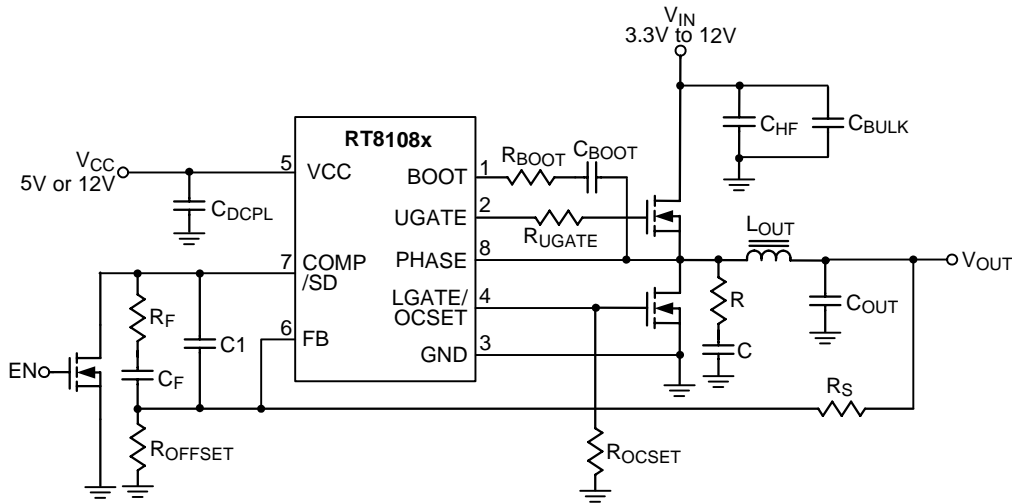 VIN
3.3V to 12V
CHF
CBULK
RT8108x
VCC
5V or 12V
5
VCC
CDCPL
BOOT
1
RBOOT
CBOOT
UGATE
2
RUGATE
PHASE
8
LOUT
VOUT
7
COMP
/SD
LGATE/
OCSET
4
R
COUT
RF
C1
6
FB
GND
3
C
EN
CF
RS
ROFFSET
ROCSET